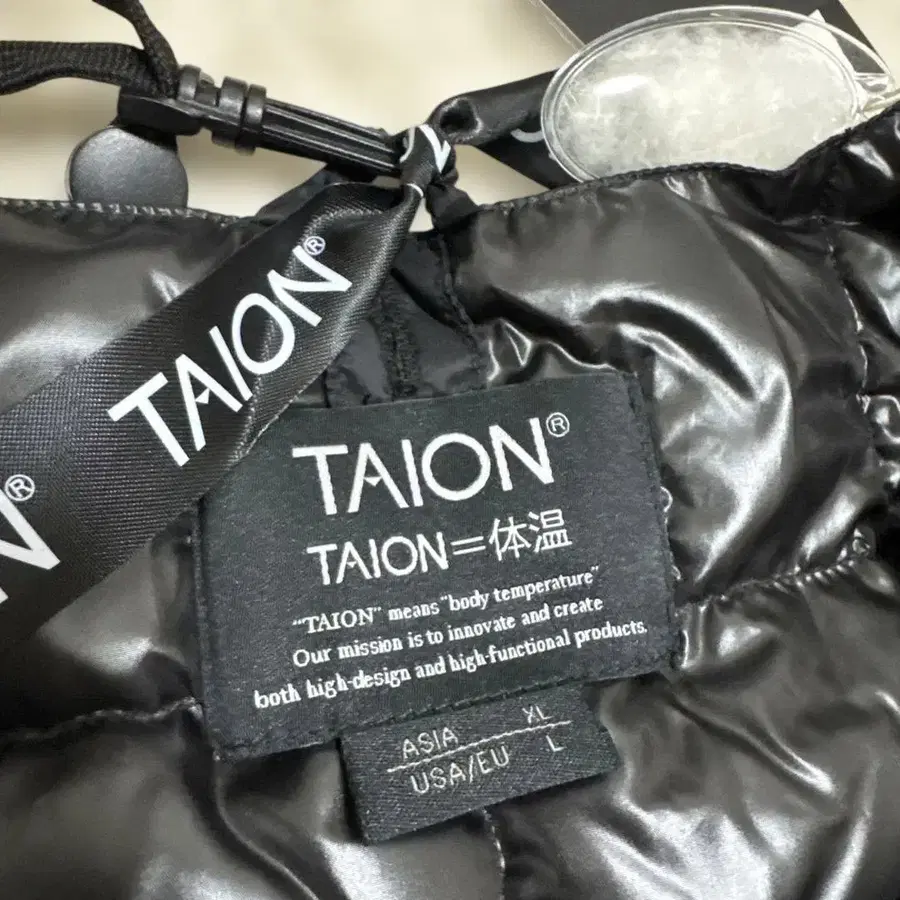 TAION®
N®
TAION®
TAION=体温
"TAION" means "body temperature"
Our mission is to innovate and create
both high-design and high-functional products.
ASIA XL
USA/EU L